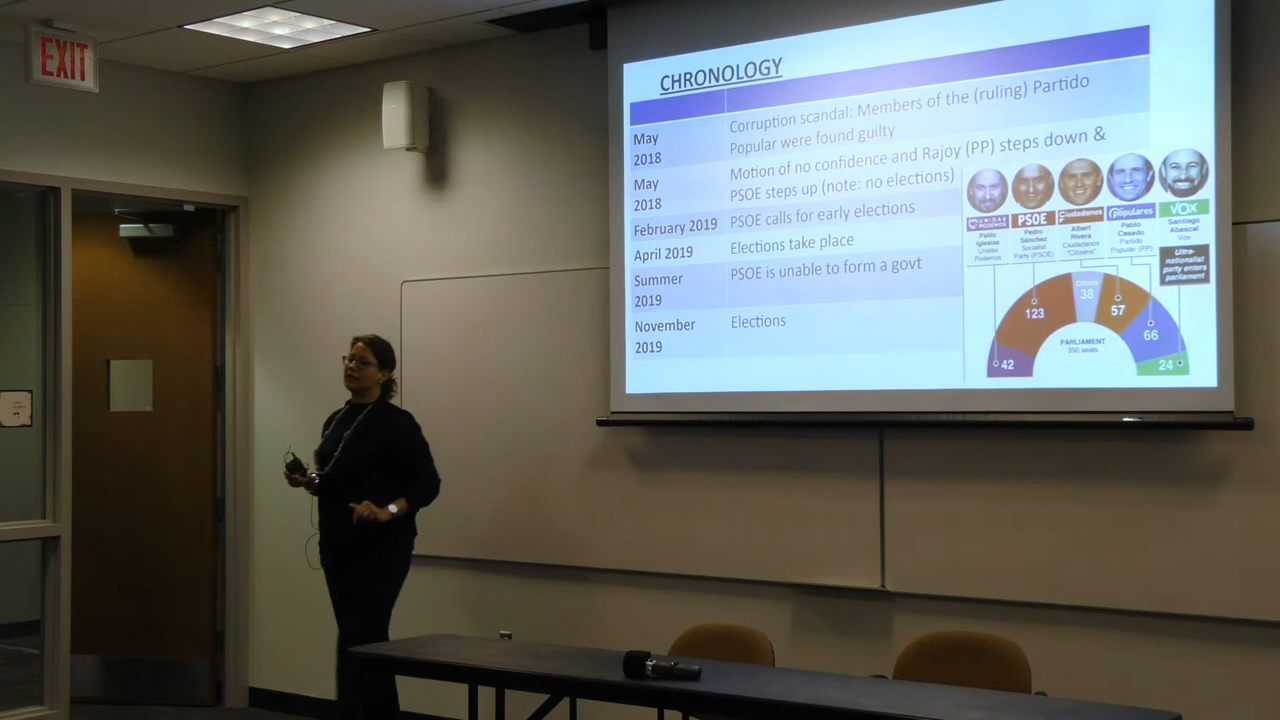 EXIT
CHRONOLOGY
May
2018
Corruption scandal: Members of the (ruling) Partido
Popular were found guilty
May
2018
Motion of no confidence and Rajoy (PP) steps down &
PSOE steps up (note: no elections)
February 2019
PSOE calls for early elections
April 2019
Elections take place
Summer
2019
PSOE is unable to form a govt
November
2019
Elections
UNIDAS
PODEMOS
PSOE
Ciudadanos
populares
VOX
Pablo
Iglesias
Unidas
Podemos
Pedro
Sánchez
Socialist
Party (PSOE)
Albert
Rivera
Ciudadanos
"Citizens"
Pablo
Casado
Partido
Popular (PP)
Santiago
Abascal
Vox
Ultra-
nationalist
party enters
parliament
Others
38
123
57
66
42
24
PARLIAMENT
350 seats